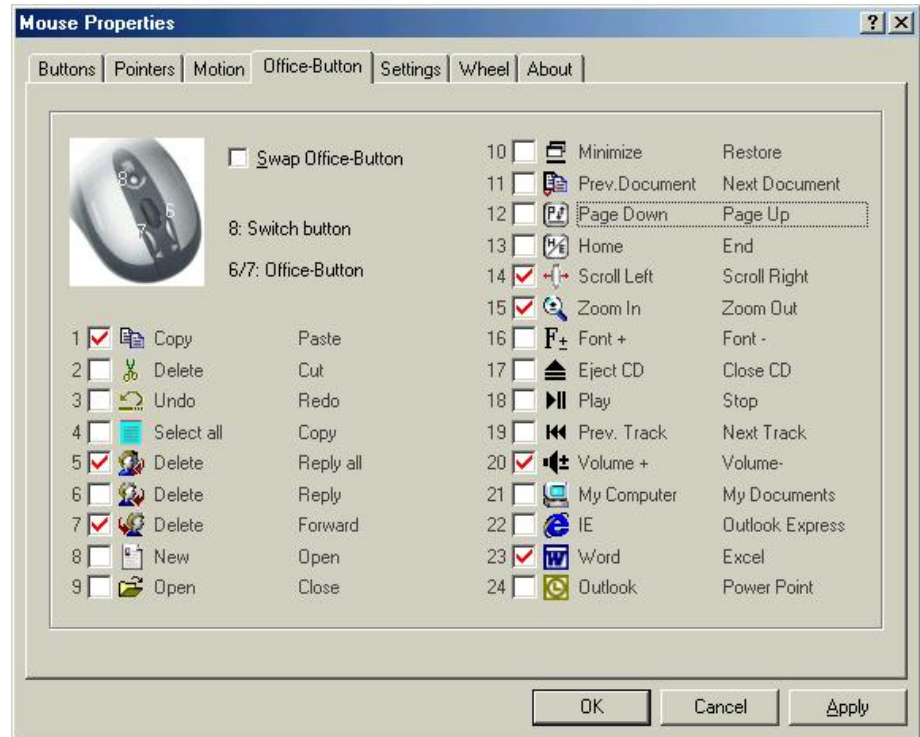 Mouse Properties
Buttons Pointers Motion Office-Button Settings Wheel About
8
6
7
Swap Office-Button
8: Switch button
6/7: Office-Button
1 Copy Paste
2 Delete Cut
3 Undo Redo
4 Select all Copy
5 Delete Reply all
6 Delete Reply
7 Delete Forward
8 New Open
9 Open Close
10 Minimize Restore
11 Prev.Document Next Document
12 Page Down Page Up
13 H/E Home End
14 Scroll Left Scroll Right
15 Zoom In Zoom Out
16 F± Font + Font -
17 Eject CD Close CD
18 Play Stop
19 Prev. Track Next Track
20 Volume + Volume-
21 My Computer My Documents
22 IE Outlook Express
23 W Word Excel
24 Outlook Power Point
OK Cancel Apply